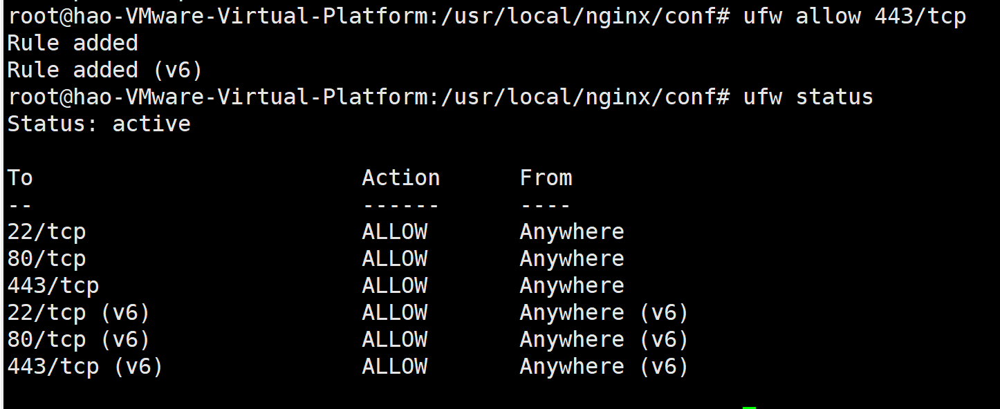 root@hao-VMware-Virtual-Platform:/usr/local/nginx/conf# ufw allow 443/tcp
Rule added
Rule added (v6)
root@hao-VMware-Virtual-Platform:/usr/local/nginx/conf# ufw status
Status: active
To                         Action      From
--                         ------      ----
22/tcp                     ALLOW       Anywhere
80/tcp                     ALLOW       Anywhere
443/tcp                    ALLOW       Anywhere
22/tcp (v6)                ALLOW       Anywhere (v6)
80/tcp (v6)                ALLOW       Anywhere (v6)
443/tcp (v6)               ALLOW       Anywhere (v6)